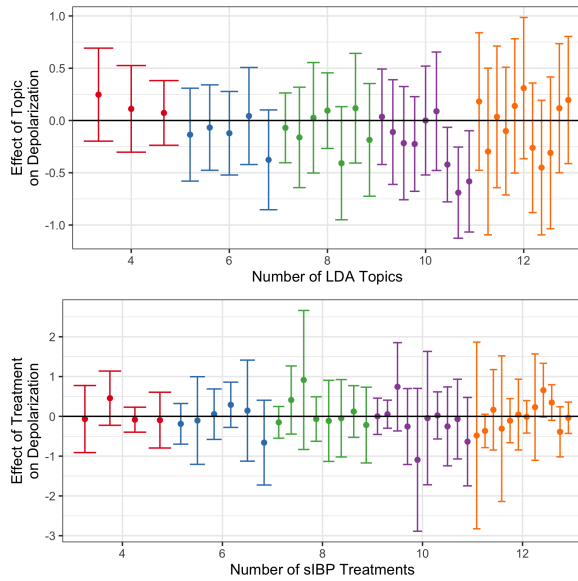 Effect of Topic
on Depolarization
1.0
0.5
0.0
-0.5
-1.0
4 6 8 10 12
Number of LDA Topics
Effect of Treatment
on Depolarization
2
1
0
-1
-2
-3
4 6 8 10 12
Number of sIBP Treatments